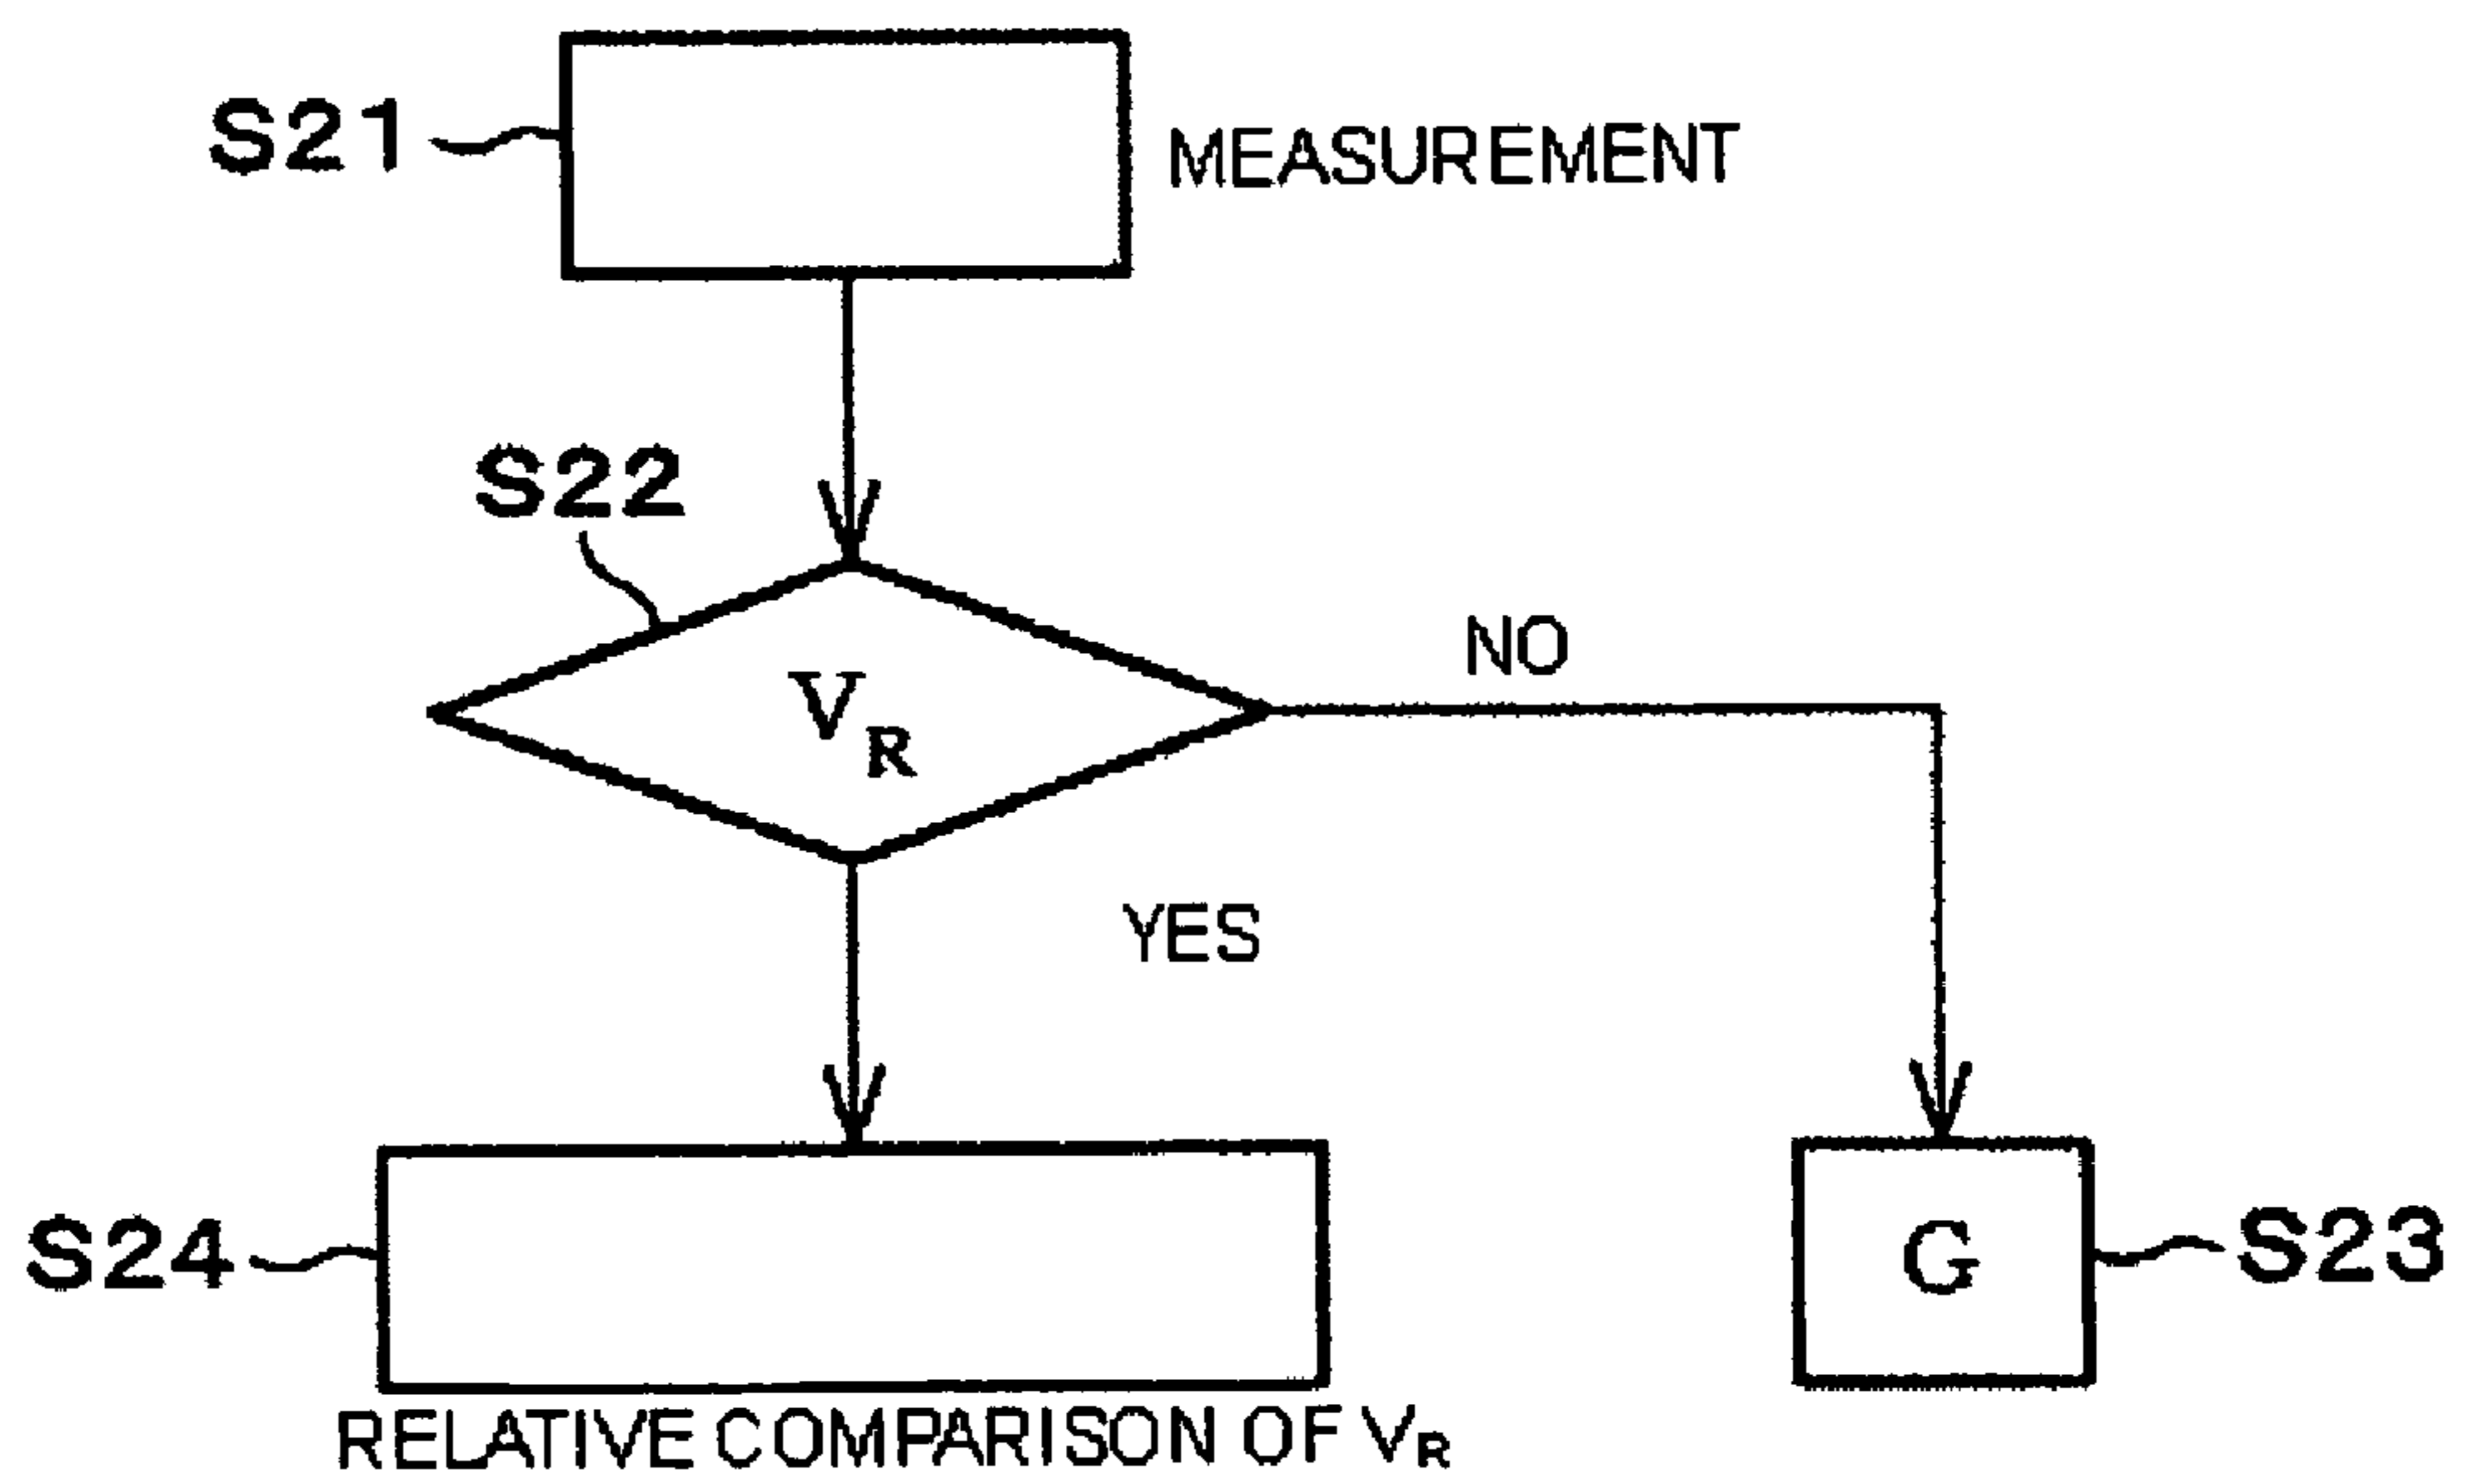 S21
MEASUREMENT
S22
NO
VR
YES
S24
G
S23
RELATIVE COMPARISON OF VR